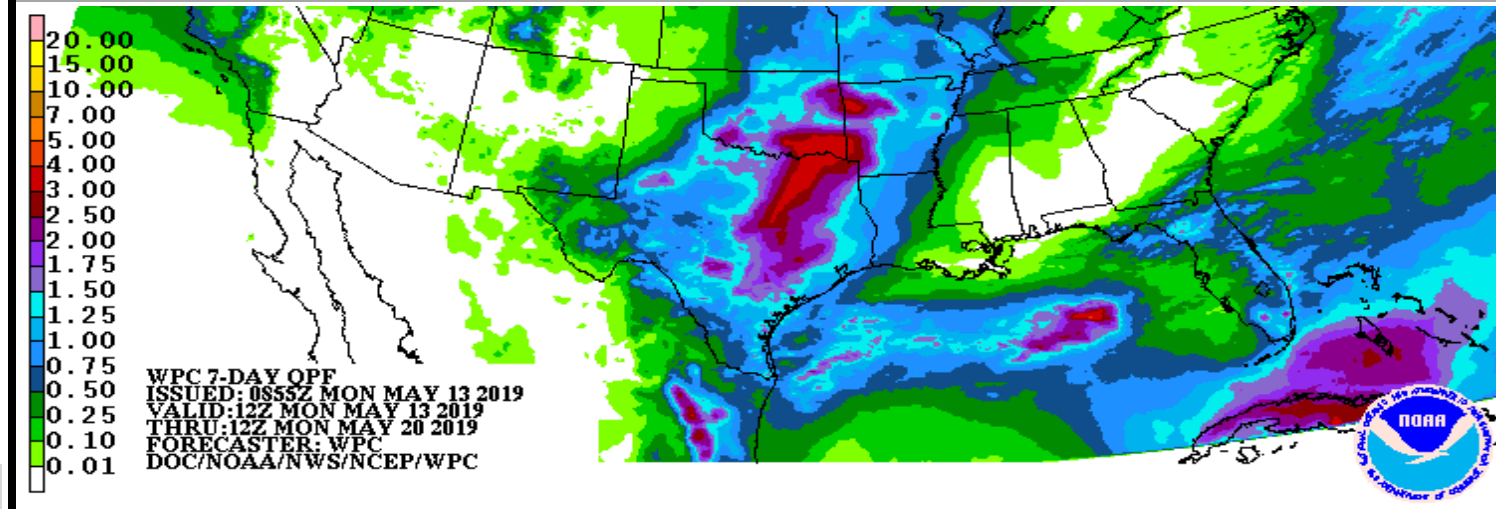 20.00
15.00
10.00
7.00
5.00
4.00
3.00
2.50
2.00
1.75
1.50
1.25
1.00
0.75
0.50
0.25
0.10
0.01
WPC 7-DAY QPF
ISSUED: 0855Z MON MAY 13 2019
VALID:12Z MON MAY 13 2019
THRU:12Z MON MAY 20 2019
FORECASTER: WPC
DOC/NOAA/NWS/NCEP/WPC
NOAA